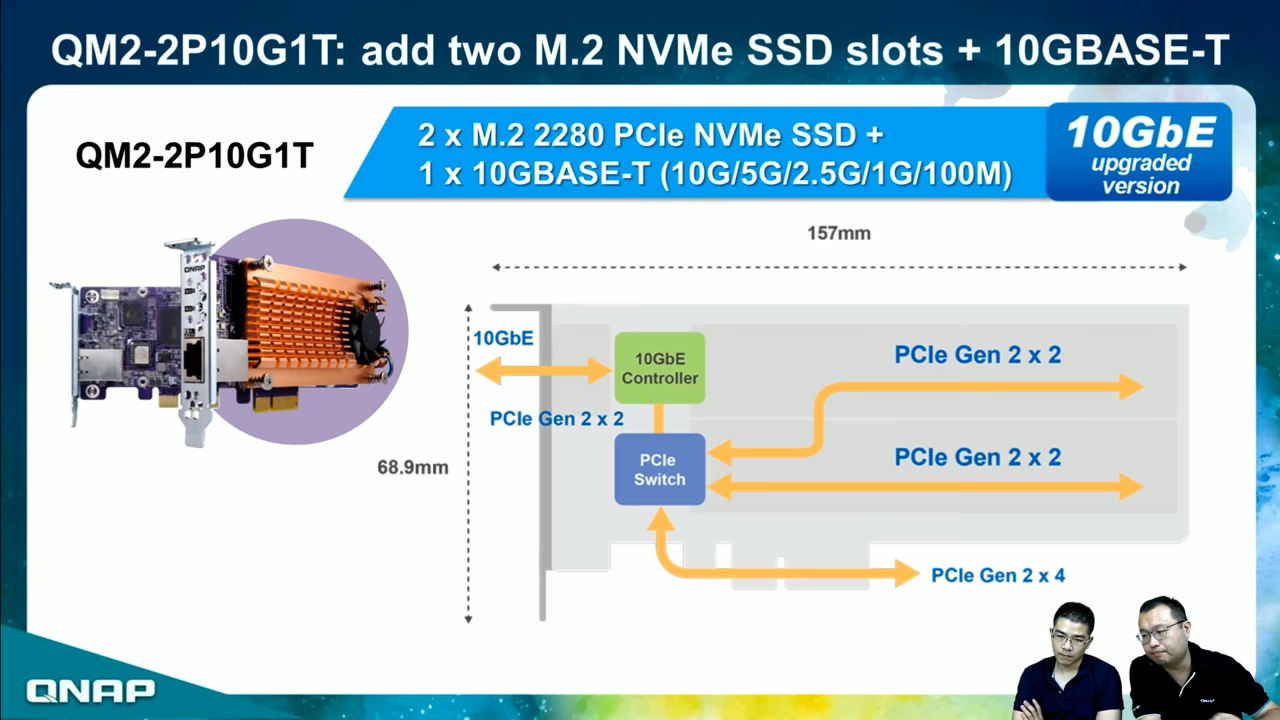 QM2-2P10G1T: add two M.2 NVMe SSD slots + 10GBASE-T
QM2-2P10G1T
2 x M.2 2280 PCIe NVMe SSD +
1 x 10GBASE-T (10G/5G/2.5G/1G/100M)
10GbE
upgraded
version
157mm
QNAP
10GbE
10GbE
Controller
PCIe Gen 2 x 2
PCIe Gen 2 x 2
PCIe
Switch
PCIe Gen 2 x 2
68.9mm
PCIe Gen 2 x 4
QNAP